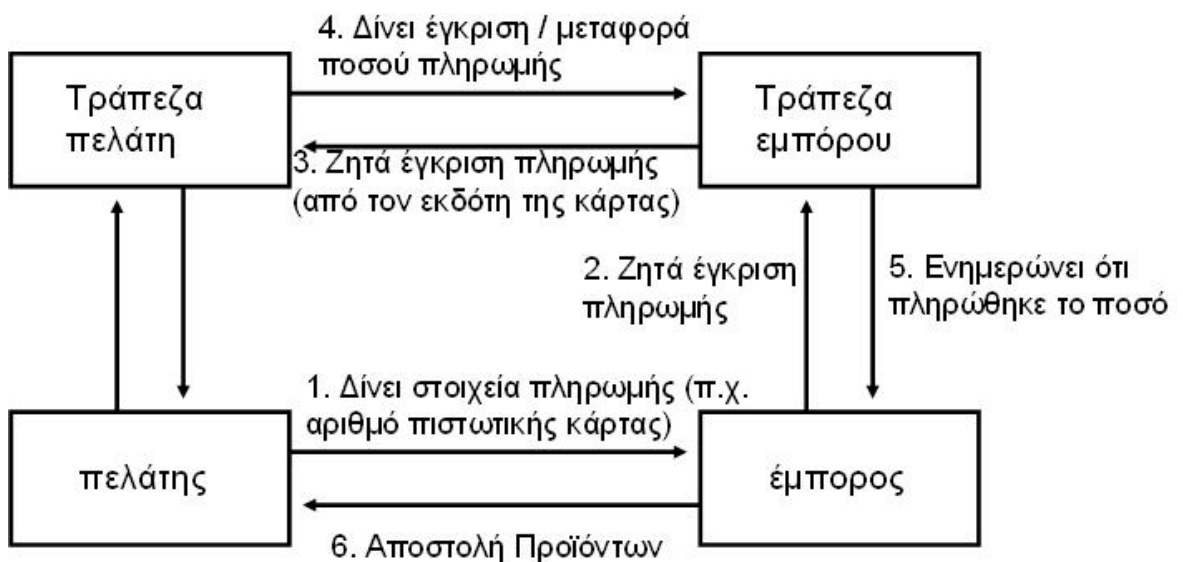 4. Δίνει έγκριση / μεταφορά
ποσού πληρωμής
Τράπεζα
πελάτη
Τράπεζα
εμπόρου
3. Ζητά έγκριση πληρωμής
(από τον εκδότη της κάρτας)
2. Ζητά έγκριση
πληρωμής
5. Ενημερώνει ότι
πληρώθηκε το ποσό
1. Δίνει στοιχεία πληρωμής (π.χ.
αριθμό πιστωτικής κάρτας)
πελάτης
έμπορος
6. Αποστολή Προϊόντων